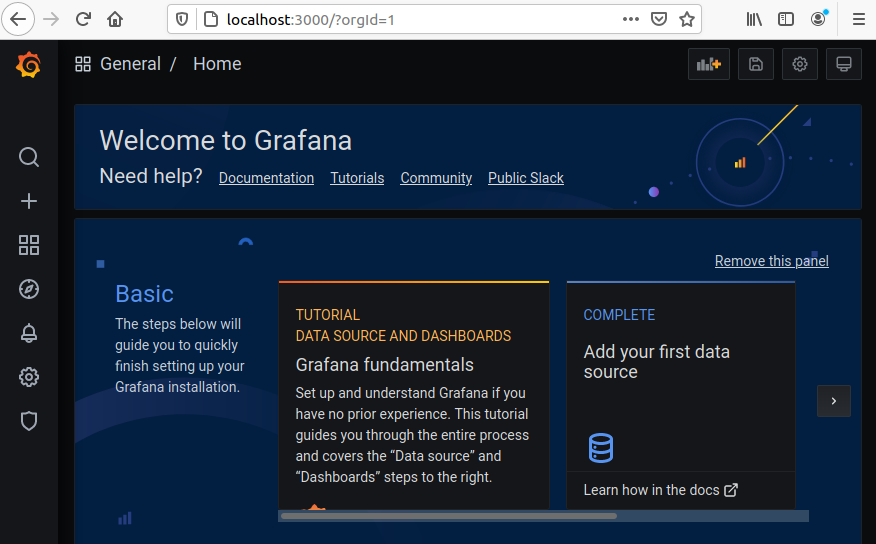 localhost:3000/?orgId=1
General / Home
Welcome to Grafana
Need help? Documentation Tutorials Community Public Slack
Remove this panel
Basic
The steps below will
guide you to quickly
finish setting up your
Grafana installation.
TUTORIAL
DATA SOURCE AND DASHBOARDS
Grafana fundamentals
Set up and understand Grafana if you
have no prior experience. This tutorial
guides you through the entire process
and covers the “Data source” and
“Dashboards” steps to the right.
COMPLETE
Add your first data
source
Learn how in the docs